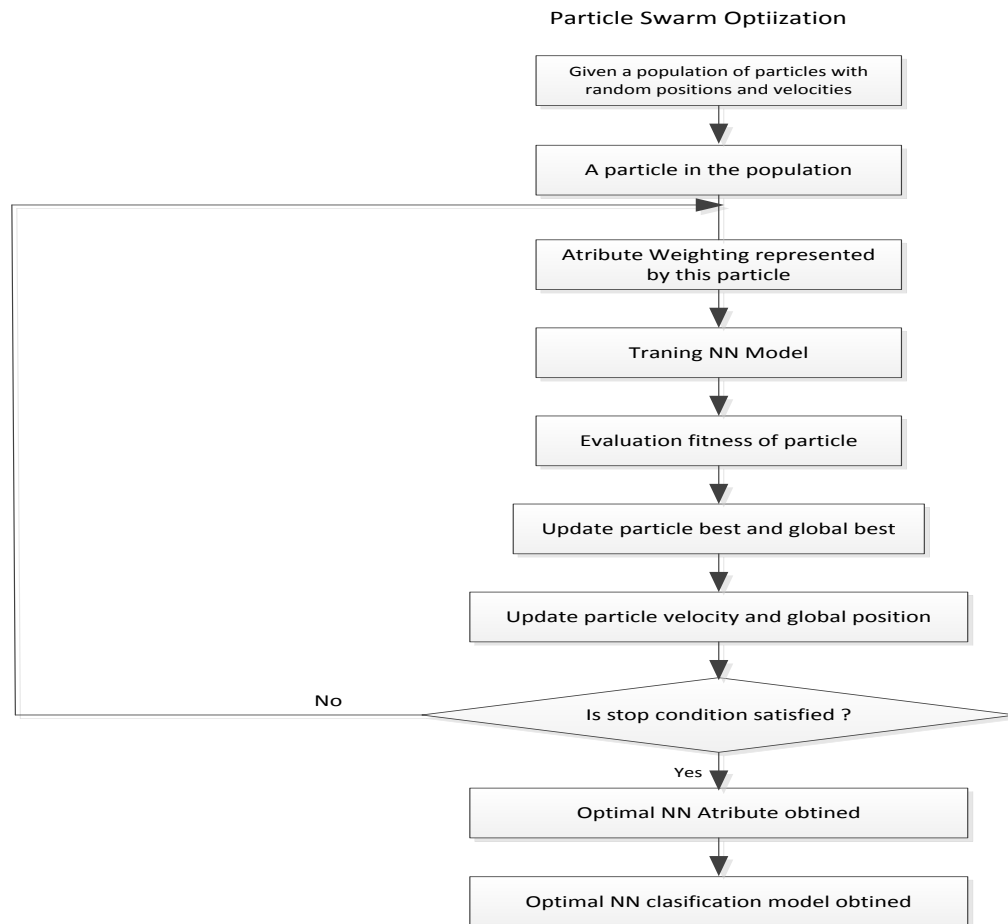 Particle Swarm Optiization
Given a population of particles with
random positions and velocities
A particle in the population
Atribute Weighting represented
by this particle
Traning NN Model
Evaluation fitness of particle
Update particle best and global best
Update particle velocity and global position
Is stop condition satisfied ?
No
Yes
Optimal NN Atribute obtined
Optimal NN clasification model obtined